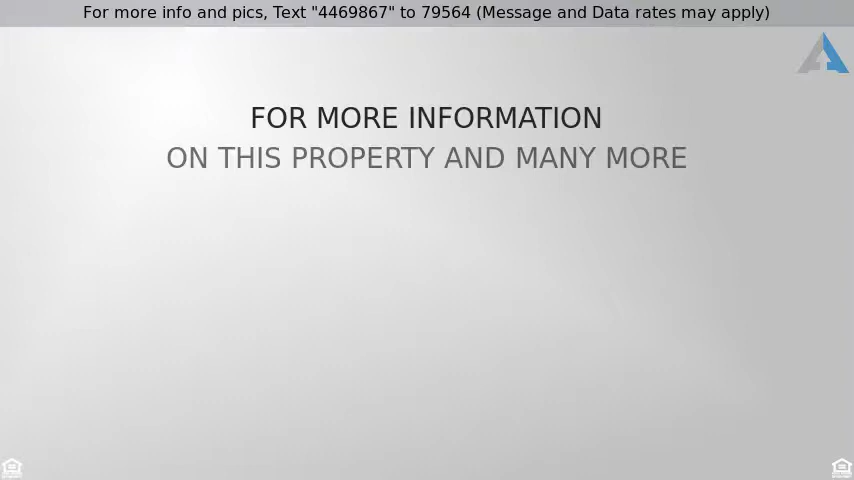 For more info and pics, Text "4469867" to 79564 (Message and Data rates may apply)
FOR MORE INFORMATION
ON THIS PROPERTY AND MANY MORE